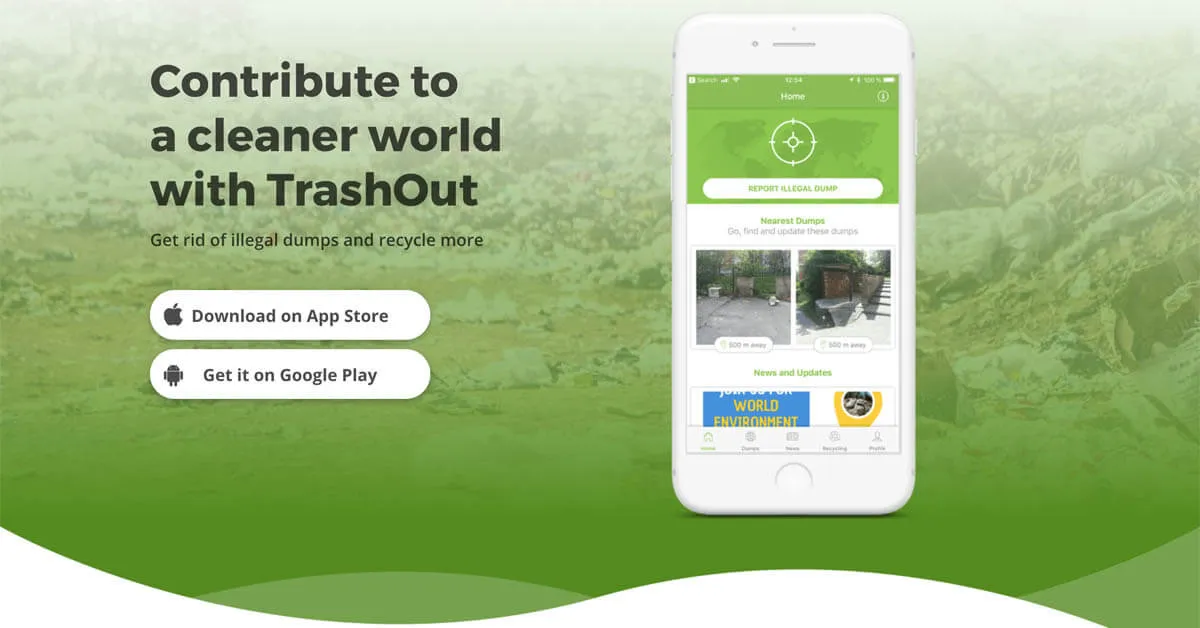 Contribute to
a cleaner world
with TrashOut
Get rid of illegal dumps and recycle more
Download on App Store
Get it on Google Play
Search
12:54
100 %
Home
REPORT ILLEGAL DUMP
Nearest Dumps
Go, find and update these dumps
500 m away
500 m away
News and Updates
JOIN US FOR
WORLD
ENVIRONMENT
Home
Dumps
News
Recycling
Profile